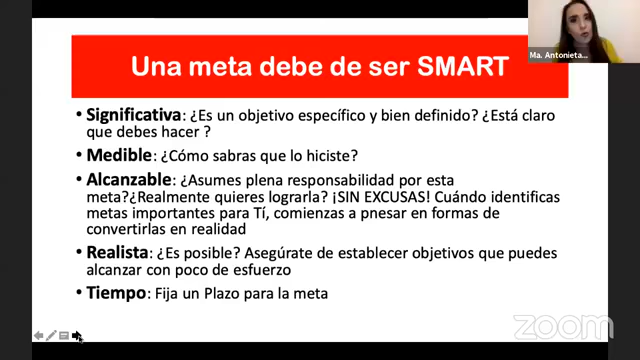 Una meta debe de ser SMART
Ma. Antonieta...
• Significativa: ¿Es un objetivo específico y bien definido? ¿Está claro
que debes hacer ?
• Medible: ¿Cómo sabras que lo hiciste?
• Alcanzable: ¿Asumes plena responsabilidad por esta
meta?¿Realmente quieres lograrla? ¡SIN EXCUSAS! Cuándo identificas
metas importantes para Tí, comienzas a pnesar en formas de
convertirlas en realidad
• Realista: ¿Es posible? Asegúrate de establecer objetivos que puedes
alcanzar con poco de esfuerzo
• Tiempo: Fija un Plazo para la meta
zoom